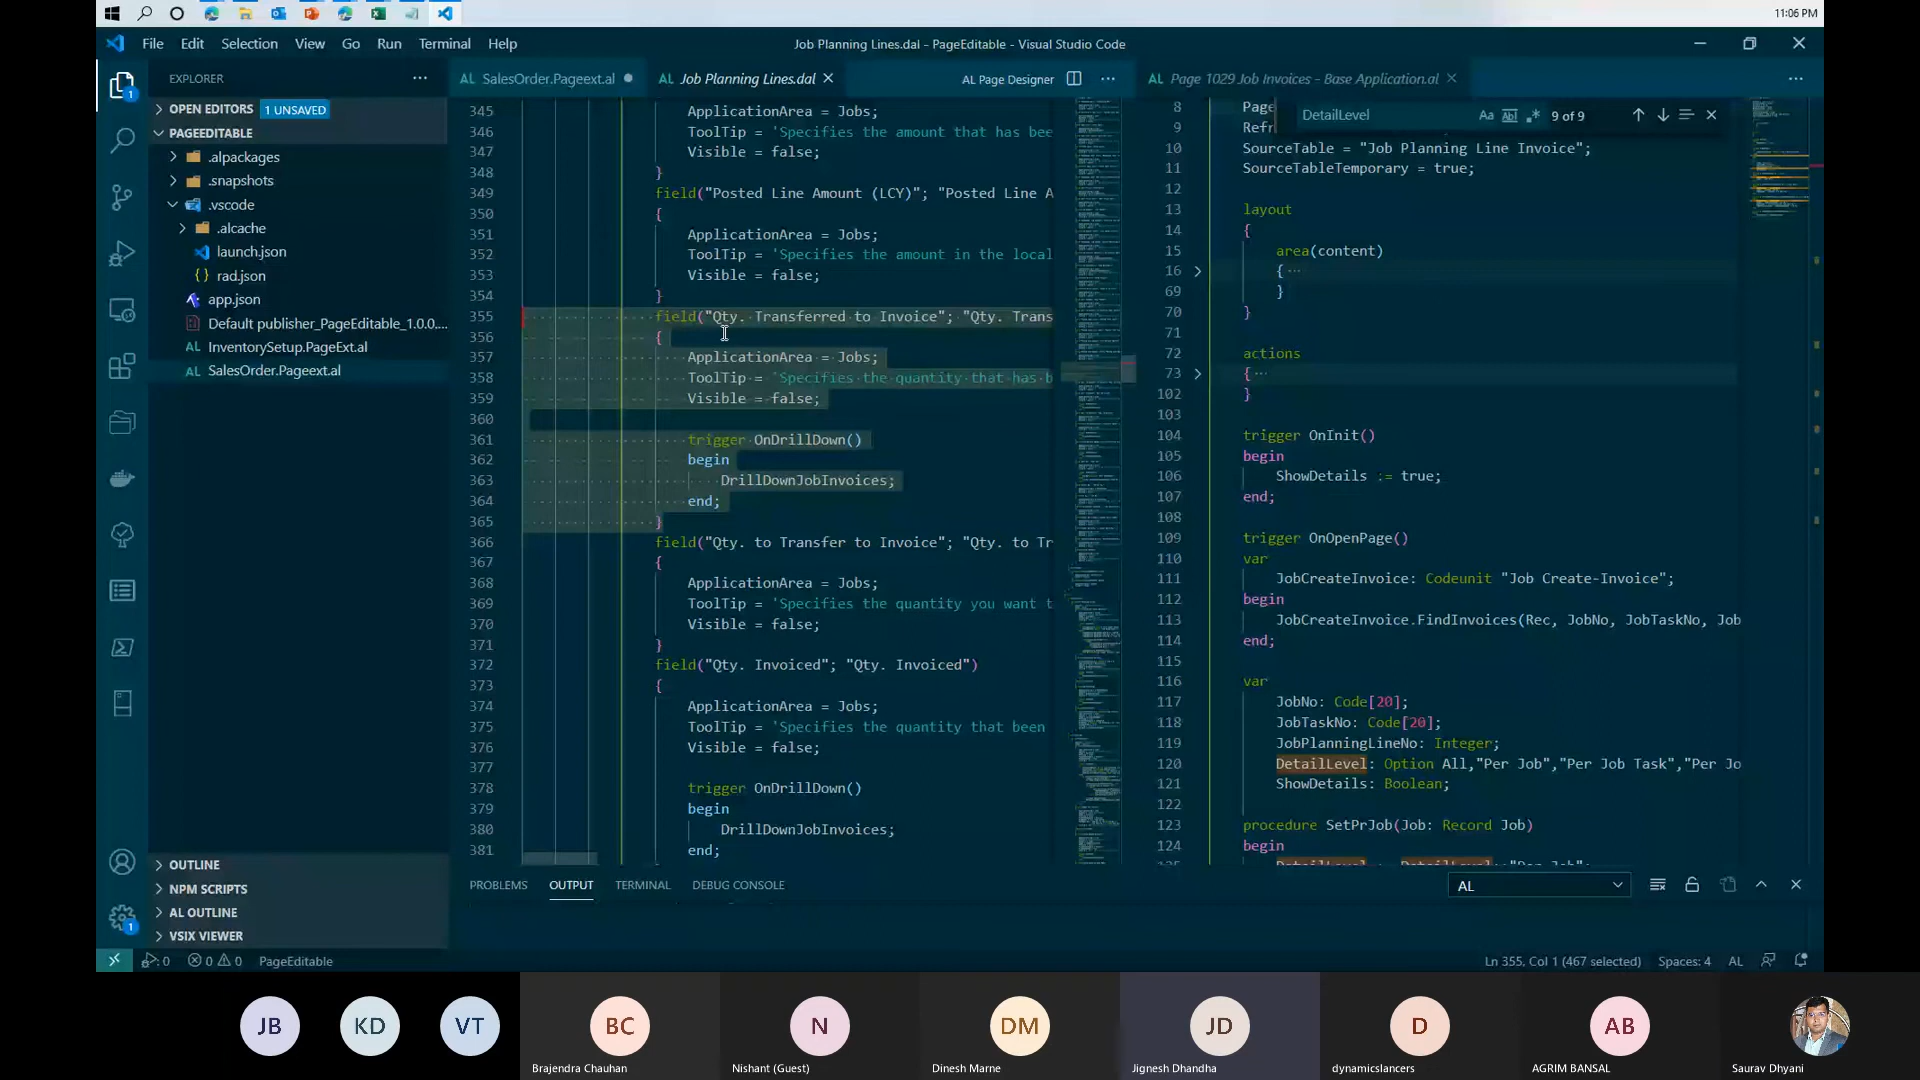 11:06 PM
File Edit Selection View Go Run Terminal Help
Job Planning Lines.dal - PageEditable - Visual Studio Code
EXPLORER
OPEN EDITORS 1 UNSAVED
PAGEEDITABLE
.alpackages
.snapshots
.vscode
.alcache
launch.json
rad.json
app.json
Default publisher_PageEditable_1.0.0....
InventorySetup.PageExt.al
SalesOrder.Pageext.al
OUTLINE
NPM SCRIPTS
AL OUTLINE
VSIX VIEWER
AL SalesOrder.Pageext.al
AL Job Planning Lines.dal
AL Page Designer
345 ApplicationArea = Jobs;
346 ToolTip = 'Specifies the amount that has bee
347 Visible = false;
348 }
349 field("Posted Line Amount (LCY)"; "Posted Line A
350 {
351 ApplicationArea = Jobs;
352 ToolTip = 'Specifies the amount in the local
353 Visible = false;
354 }
355 field("Qty. Transferred to Invoice"; "Qty. Trans
356 {
357 ApplicationArea = Jobs;
358 ToolTip = 'Specifies the quantity that has b
359 Visible = false;
360
361 trigger OnDrillDown()
362 begin
363 DrillDownJobInvoices;
364 end;
365 }
366 field("Qty. to Transfer to Invoice"; "Qty. to Tr
367 {
368 ApplicationArea = Jobs;
369 ToolTip = 'Specifies the quantity you want t
370 Visible = false;
371 }
372 field("Qty. Invoiced"; "Qty. Invoiced")
373 {
374 ApplicationArea = Jobs;
375 ToolTip = 'Specifies the quantity that been
376 Visible = false;
377
378 trigger OnDrillDown()
379 begin
380 DrillDownJobInvoices;
381 end;
AL Page 1029 Job Invoices - Base Application.al
DetailLevel Aa Abl .* 9 of 9
8 Page
9 Refr
10 SourceTable = "Job Planning Line Invoice";
11 SourceTableTemporary = true;
12
13 layout
14 {
15 area(content)
16 { ...
69 }
70 }
71
72 actions
73 { ...
102 }
103
104 trigger OnInit()
105 begin
106 ShowDetails := true;
107 end;
108
109 trigger OnOpenPage()
110 var
111 JobCreateInvoice: Codeunit "Job Create-Invoice";
112 begin
113 JobCreateInvoice.FindInvoices(Rec, JobNo, JobTaskNo, Job
114 end;
115
116 var
117 JobNo: Code[20];
118 JobTaskNo: Code[20];
119 JobPlanningLineNo: Integer;
120 DetailLevel: Option All,"Per Job","Per Job Task","Per Jo
121 ShowDetails: Boolean;
122
123 procedure SetPrJob(Job: Record Job)
124 begin
PROBLEMS OUTPUT TERMINAL DEBUG CONSOLE
AL
0 0 0 PageEditable
Ln 355, Col 1 (467 selected) Spaces: 4 AL
JB KD VT BC N DM JD D AB
Brajendra Chauhan Nishant (Guest) Dinesh Marne Jignesh Dhandha dynamicslancers AGRIM BANSAL Saurav Dhyani